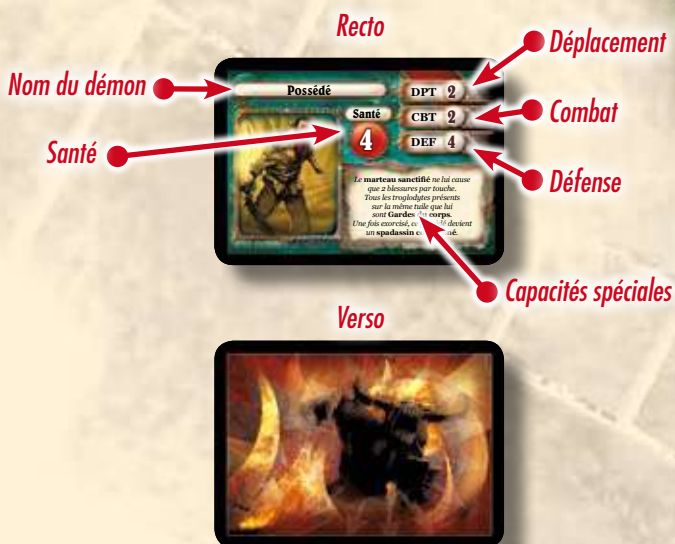 Recto
Déplacement
Nom du démon
Possédé
DPT 2
Santé
CBT 2
Combat
Santé
4
DEF 4
Défense
Le marteau sanctifié ne lui cause
que 2 blessures par touche.
Tous les troglodytes présents
sur la même tuile que lui
sont Gardes du corps.
Une fois exorcisé, devient
un spadassin
Capacités spéciales
Verso